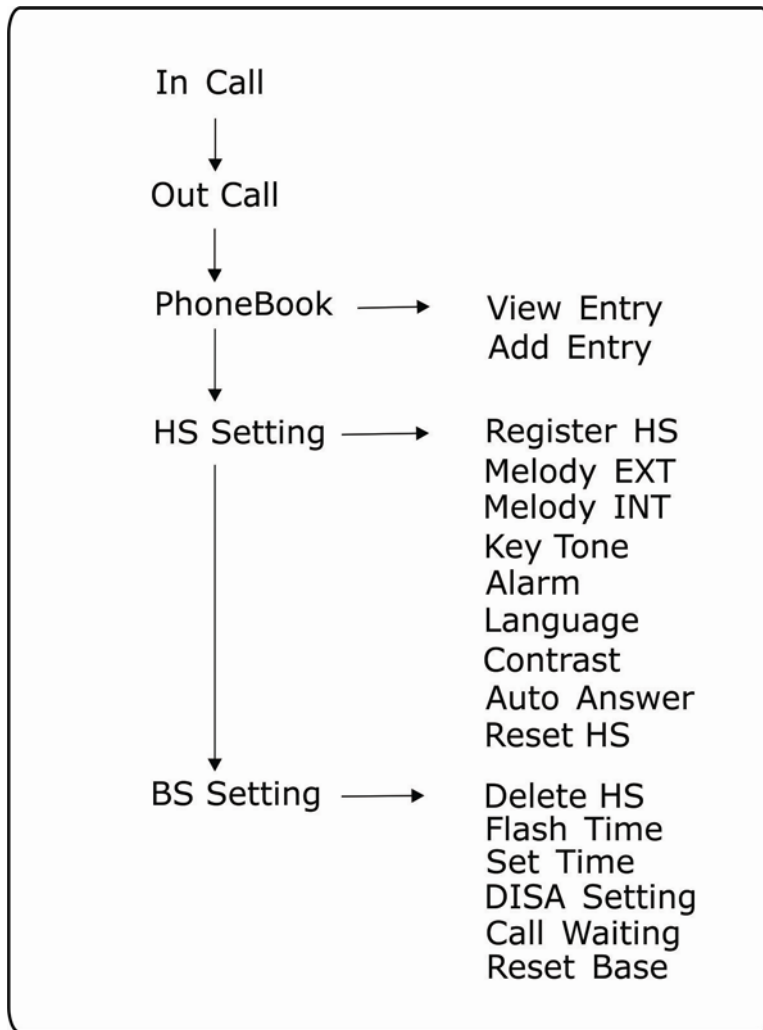 In Call
Out Call
PhoneBook
View Entry
Add Entry
HS Setting
Register HS
Melody EXT
Melody INT
Key Tone
Alarm
Language
Contrast
Auto Answer
Reset HS
BS Setting
Delete HS
Flash Time
Set Time
DISA Setting
Call Waiting
Reset Base